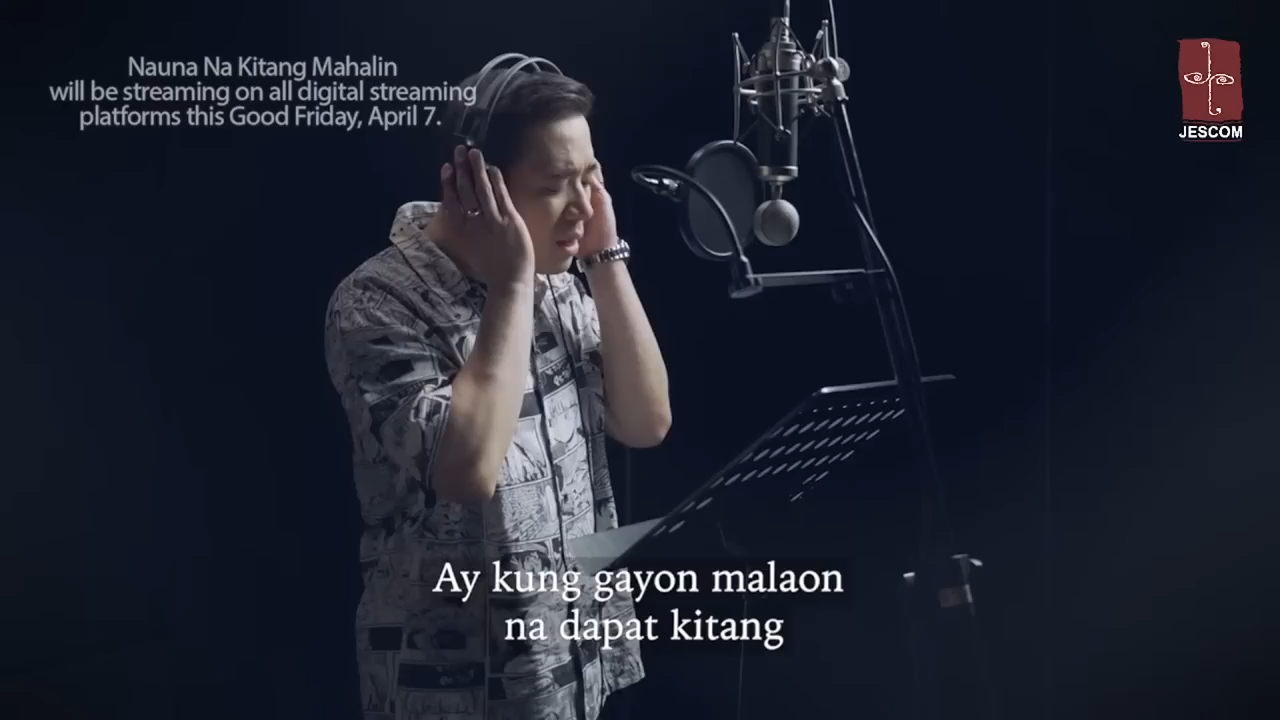 Nauna Na Kitang Mahalin
will be streaming on all digital streaming
platforms this Good Friday, April 7.
JESCOM
Ay kung gayon malaon
na dapat kitang